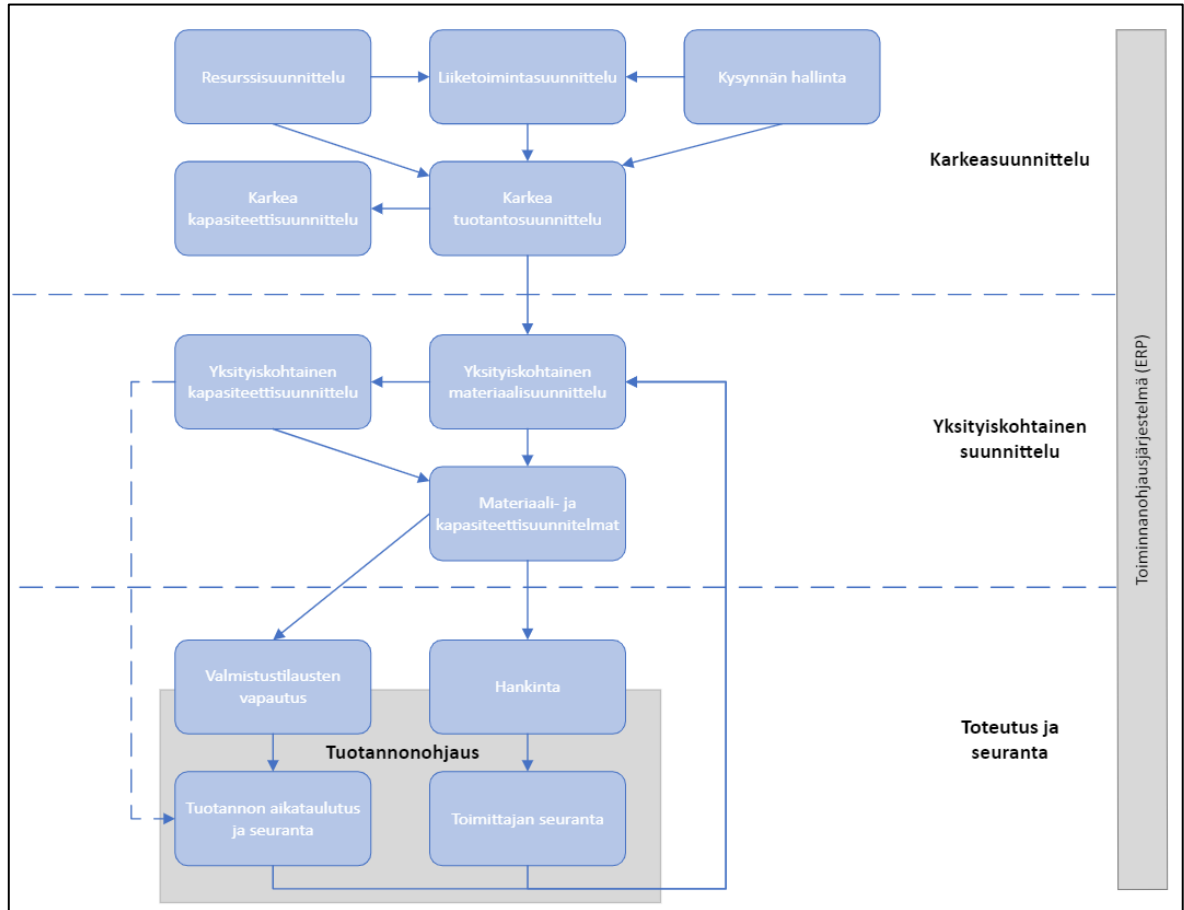 Resurssisuunnittelu
Liiketoimintasuunnittelu
Kysynnän hallinta
Karkeasuunnittelu
Karkea
kapasiteettisuunnittelu
Karkea
tuotantosuunnittelu
Yksityiskohtainen
kapasiteettisuunnittelu
Yksityiskohtainen
materiaalisuunnittelu
Yksityiskohtainen
suunnittelu
Materiaali- ja
kapasiteettisuunnitelmat
Valmistustilausten
vapautus
Hankinta
Toteutus ja
seuranta
Tuotannonohjaus
Tuotannon aikataulutus
ja seuranta
Toimittajan seuranta
Toiminnanohjausjärjestelmä (ERP)